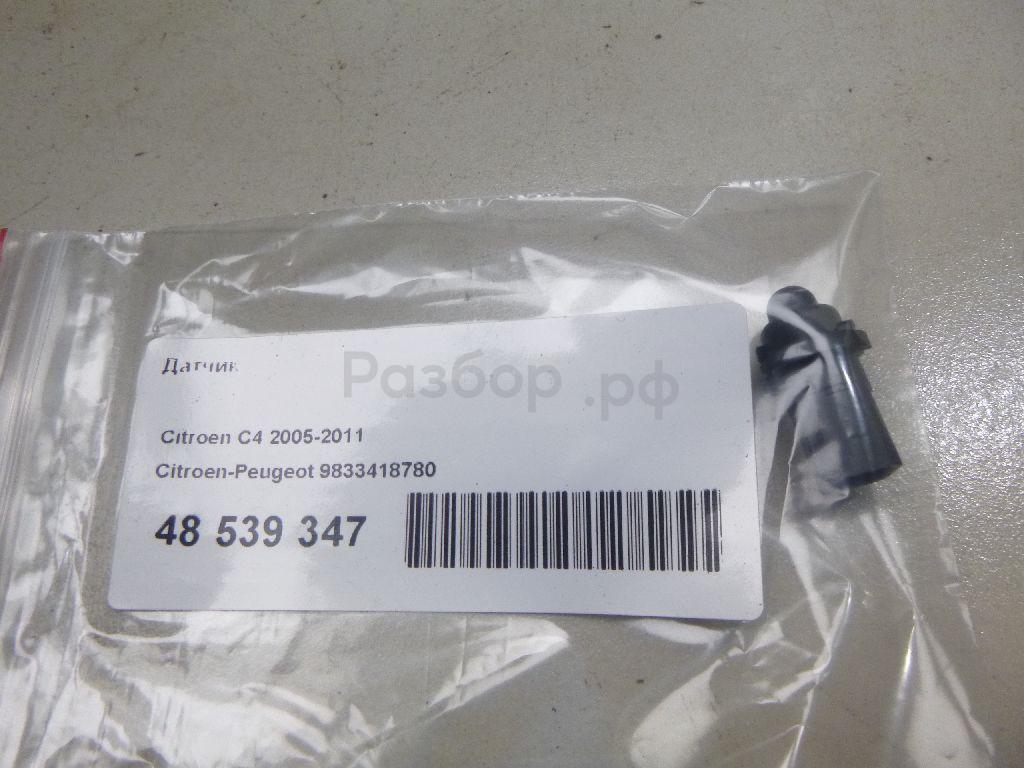 Датчик
Разбор.рф
Citroen C4 2005-2011
Citroen-Peugeot 9833418780
48 539 347